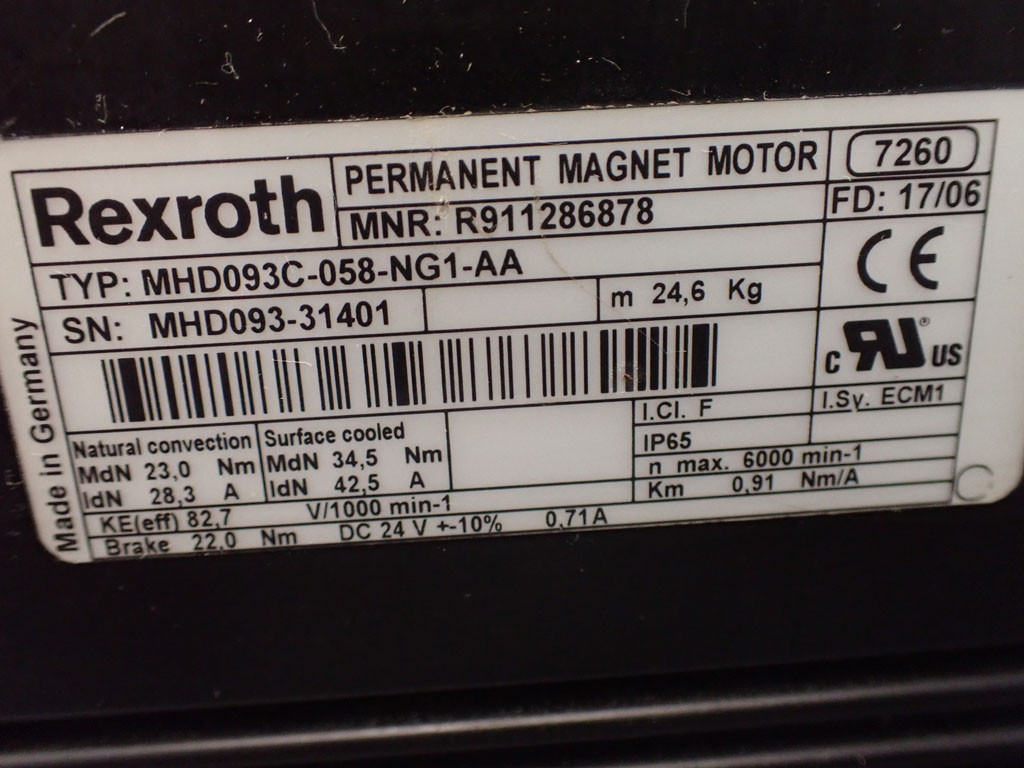 Rexroth
PERMANENT MAGNET MOTOR
7260
MNR: R911286878
FD: 17/06
TYP: MHD093C-058-NG1-AA
CE
SN: MHD093-31401
m 24,6 Kg
c RU® US
I.Cl. F
I.Sy. ECM1
Natural convection
MdN 23,0 Nm
IdN 28,3 A
Surface cooled
MdN 34,5 Nm
IdN 42,5 A
IP65
n max. 6000 min-1
Km 0,91 Nm/A
KE(eff) 82,7 V/1000 min-1
Brake 22,0 Nm DC 24 V +-10% 0,71A
Made in Germany